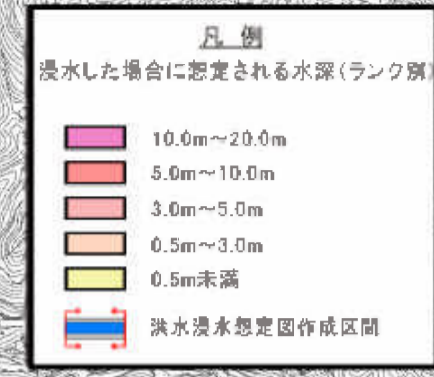 凡 例
浸水した場合に想定される水深(ランク別)
10.0m～20.0m
5.0m～10.0m
3.0m～5.0m
0.5m～3.0m
0.5m未満
洪水浸水想定図作成区間